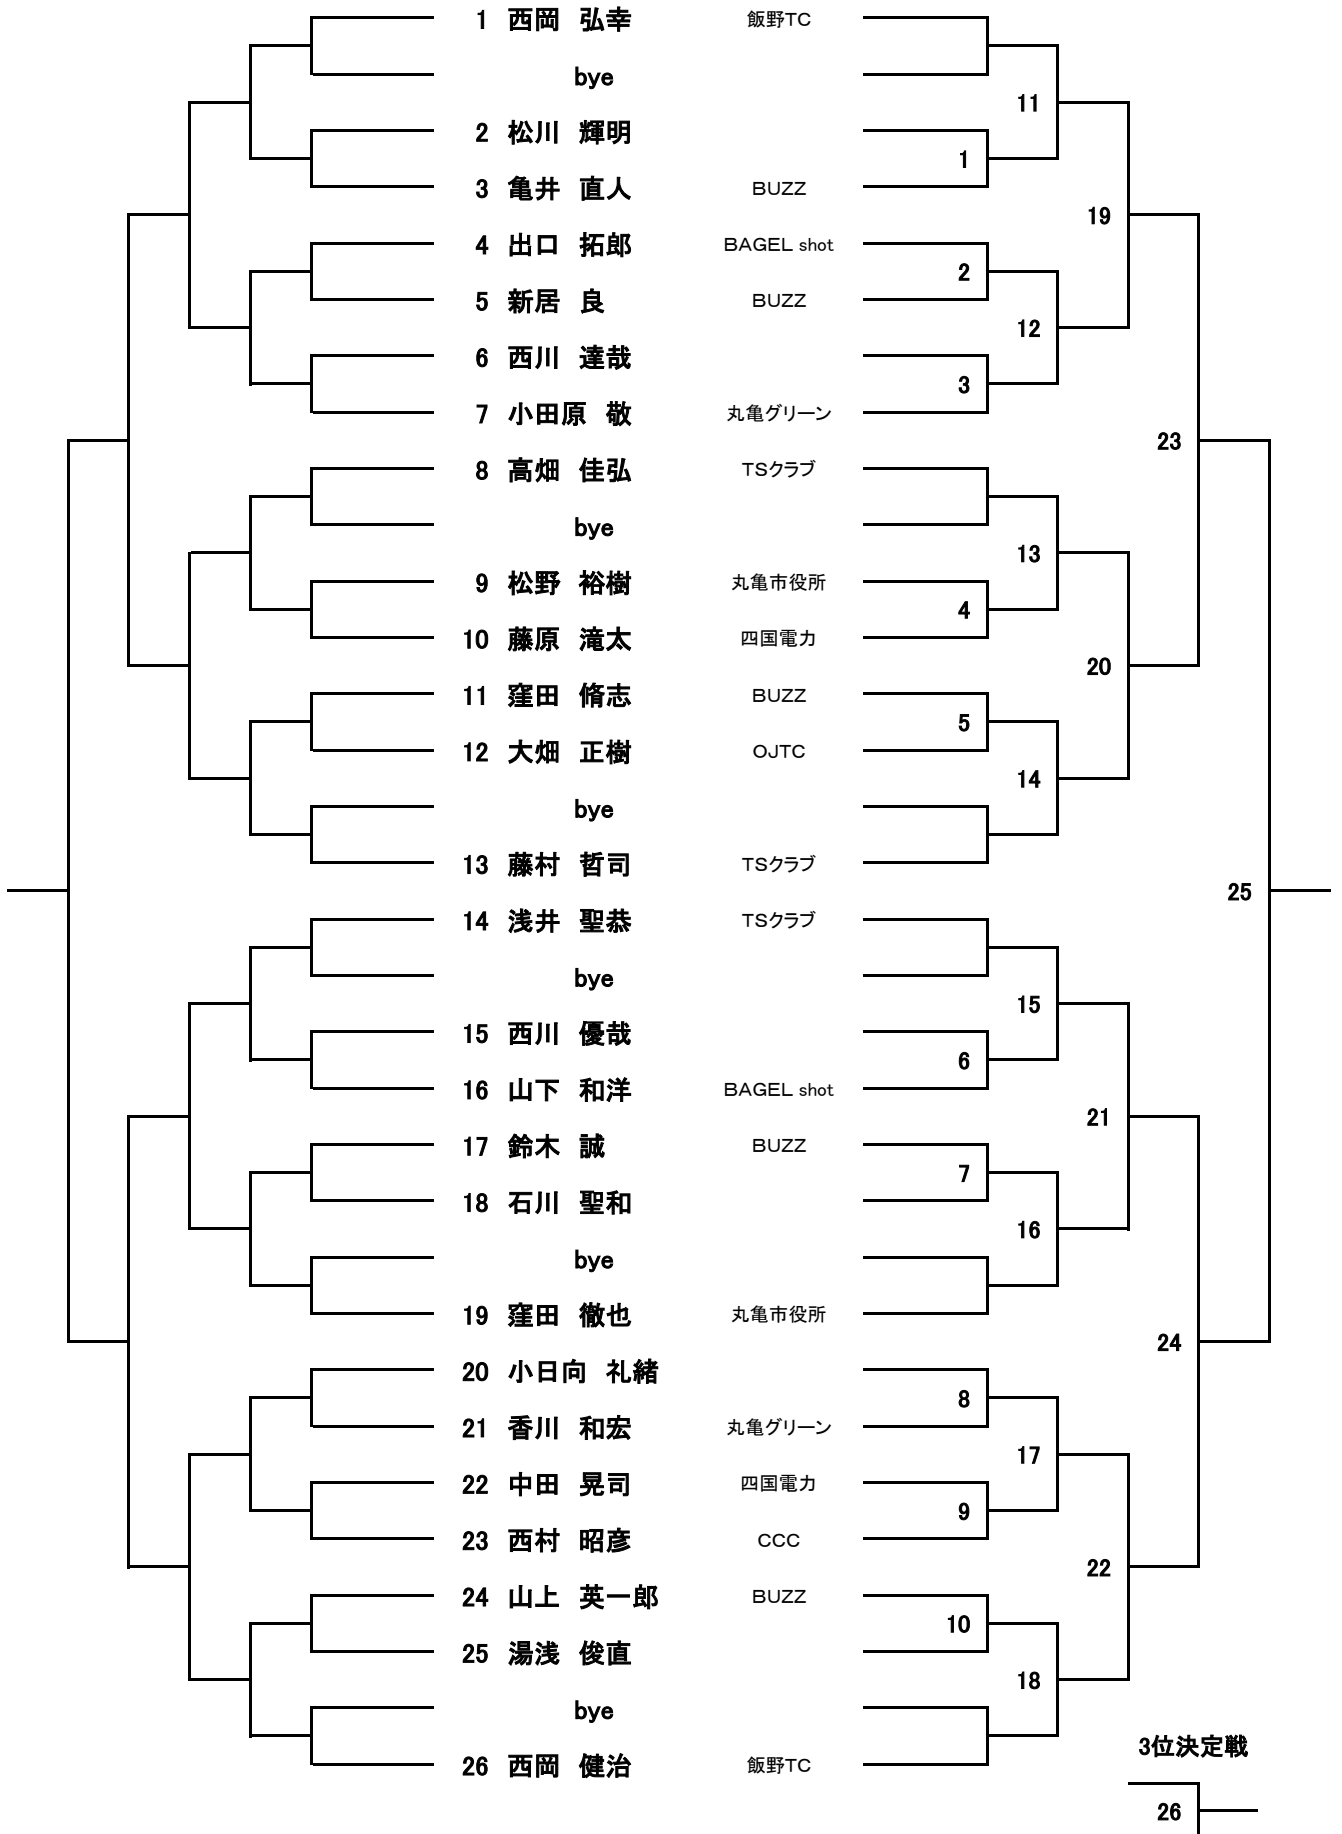 1 西岡 弘幸 飯野TC
bye
11
2 松川 輝明
1
3 亀井 直人 BUZZ
19
4 出口 拓郎 BAGEL shot
2
5 新居 良 BUZZ
12
6 西川 達哉
3
7 小田原 敬 丸亀グリーン
23
8 高畑 佳弘 TSクラブ
bye
13
9 松野 裕樹 丸亀市役所
4
10 藤原 滝太 四国電力
20
11 窪田 脩志 BUZZ
5
12 大畑 正樹 OJTC
14
bye
13 藤村 哲司 TSクラブ
25
14 浅井 聖恭 TSクラブ
bye
15
15 西川 優哉
6
16 山下 和洋 BAGEL shot
21
17 鈴木 誠 BUZZ
7
18 石川 聖和
16
bye
19 窪田 徹也 丸亀市役所
24
20 小日向 礼緒
8
21 香川 和宏 丸亀グリーン
17
22 中田 晃司 四国電力
9
23 西村 昭彦 CCC
22
24 山上 英一郎 BUZZ
10
25 湯浅 俊直
18
bye
3位決定戦
26 西岡 健治 飯野TC
26